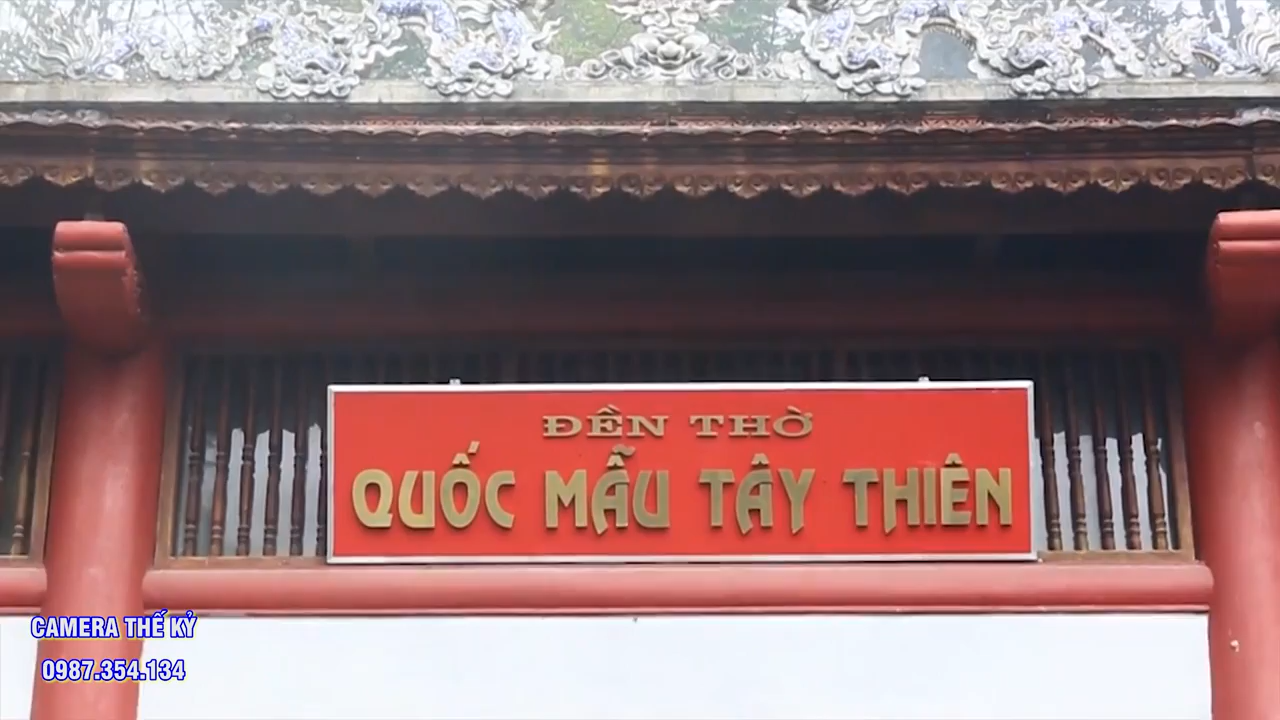 ĐỀN THỜ
QUỐC MẪU TÂY THIÊN
CAMERA THẾ KỶ
0987.354.134